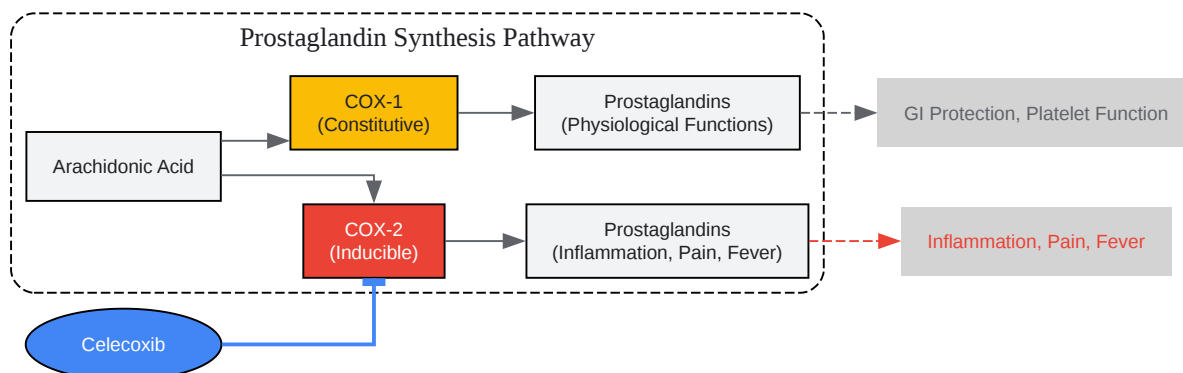 Prostaglandin Synthesis Pathway
COX-1
(Constitutive)
Prostaglandins
(Physiological Functions)
GI Protection, Platelet Function
Arachidonic Acid
COX-2
(Inducible)
Prostaglandins
(Inflammation, Pain, Fever)
Inflammation, Pain, Fever
Celecoxib